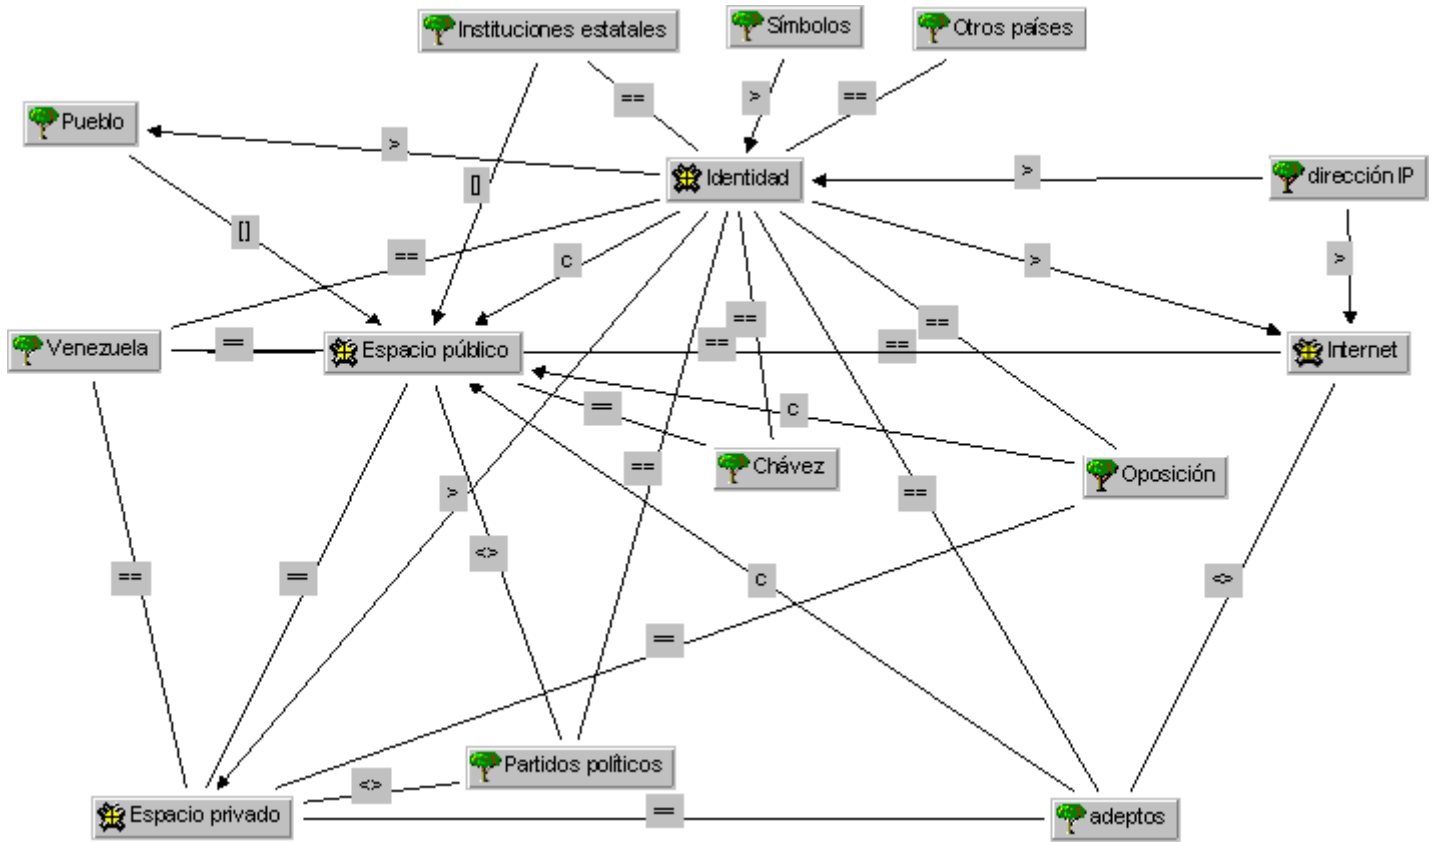 Instituciones estatales
Símbolos
Otros países
==
>
==
Pueblo
>
Identidad
>
dirección IP
[]
[]
==
c
>
>
Venezuela
==
Espacio público
==
==
==
==
Internet
==
c
Chávez
Oposición
==
>
==
<>
==
==
c
<>
==
Partidos políticos
<>
Espacio privado
==
adeptos